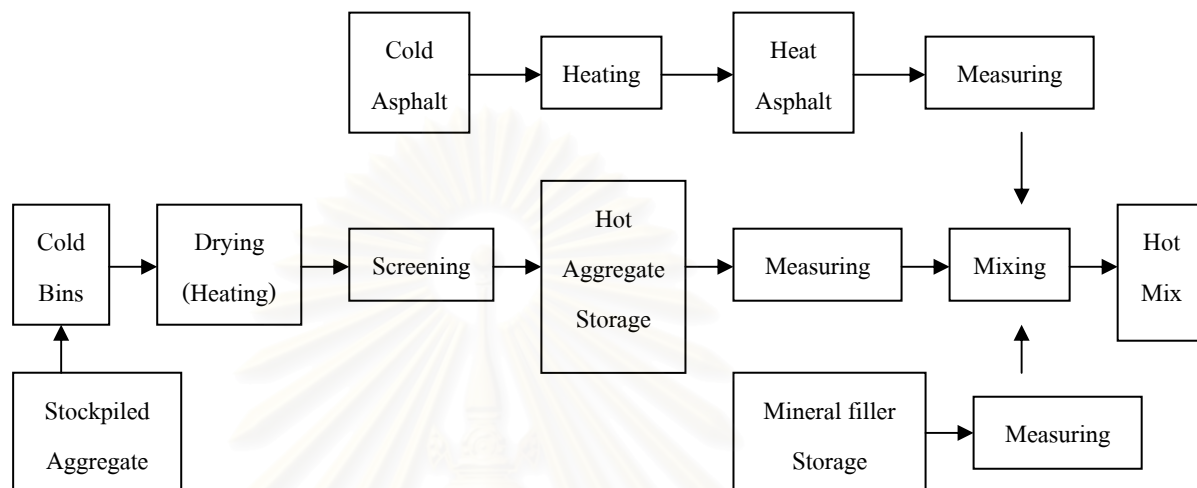 Cold
Asphalt
Heating
Heat
Asphalt
Measuring
Cold
Bins
Drying
(Heating)
Screening
Hot
Aggregate
Storage
Measuring
Mixing
Hot
Mix
Stockpiled
Aggregate
Mineral filler
Storage
Measuring